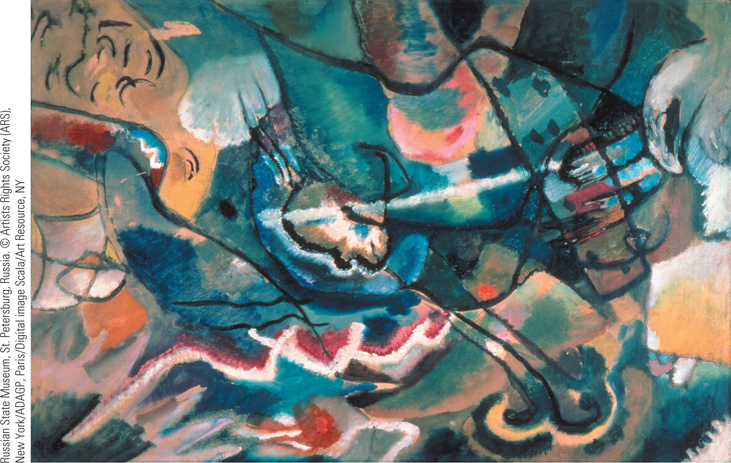 Russian State Museum, St. Petersburg, Russia. © Artists Rights Society (ARS),
New York/ADAGP, Paris/Digital image Scala/Art Resource, NY